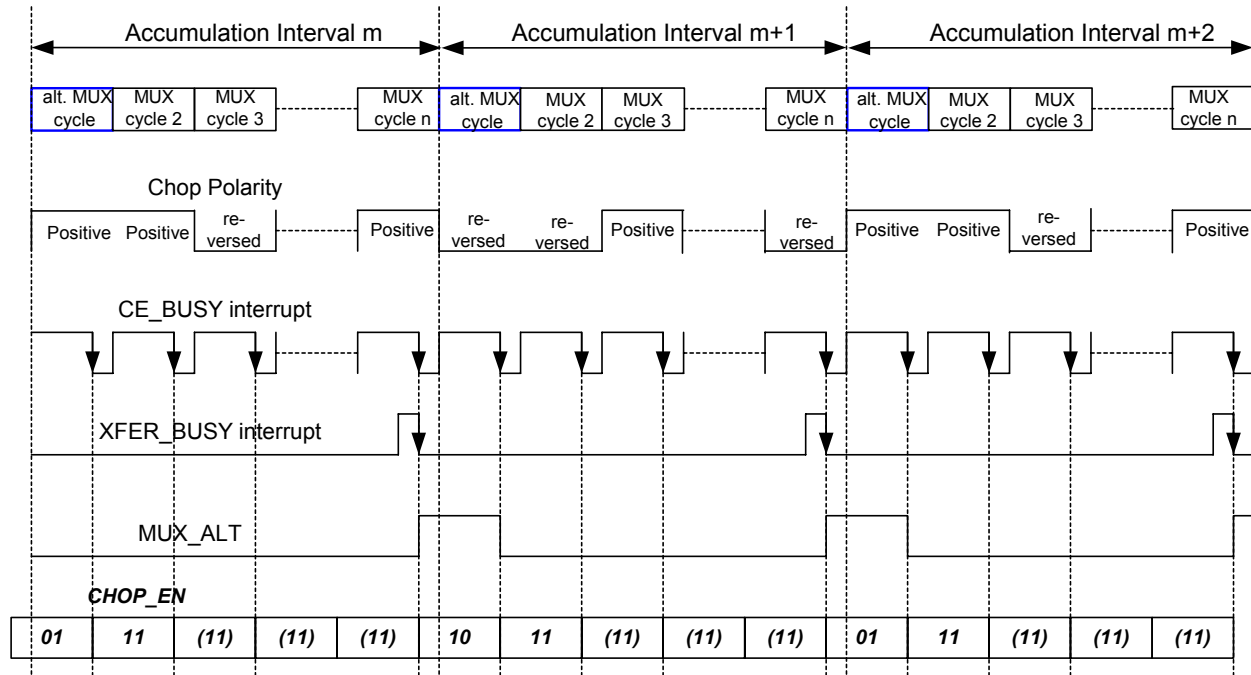 Accumulation Interval m Accumulation Interval m+1 Accumulation Interval m+2
alt. MUX MUX MUX MUX alt. MUX MUX MUX MUX alt. MUX MUX MUX MUX
cycle cycle 2 cycle 3 cycle n cycle cycle 2 cycle 3 cycle n cycle cycle 2 cycle 3 cycle n
Chop Polarity
Positive Positive re- Positive re- re- Positive re- Positive Positive re- Positive
versed versed versed versed versed
CE_BUSY interrupt
XFER_BUSY interrupt
MUX_ALT
CHOP_EN
01 11 (11) (11) (11) 10 11 (11) (11) (11) 01 11 (11) (11) (11)